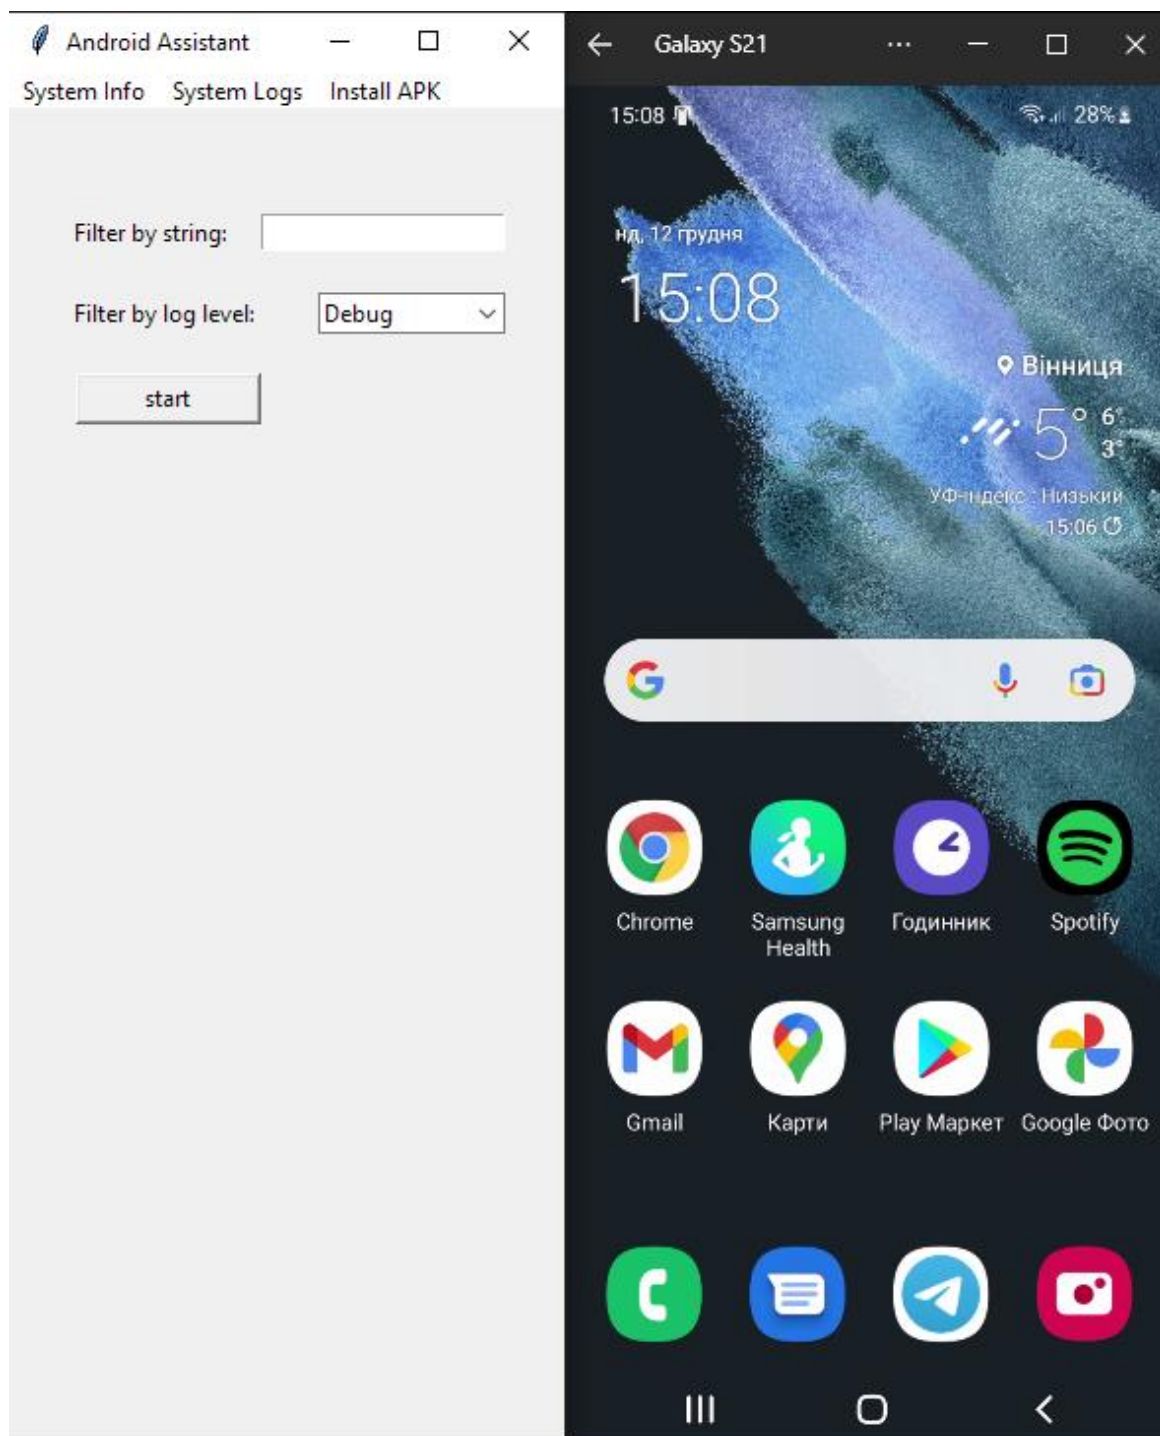 Android Assistant
System Info System Logs Install APK
Filter by string:
Filter by log level: Debug
start
Galaxy S21
15:08 28%
нд, 12 грудня
15:08
Вінниця
5° 6°
3°
УФ-індекс : Низький
15:06
Chrome Samsung Health Годинник Spotify
Gmail Карти Play Маркет Google Фото